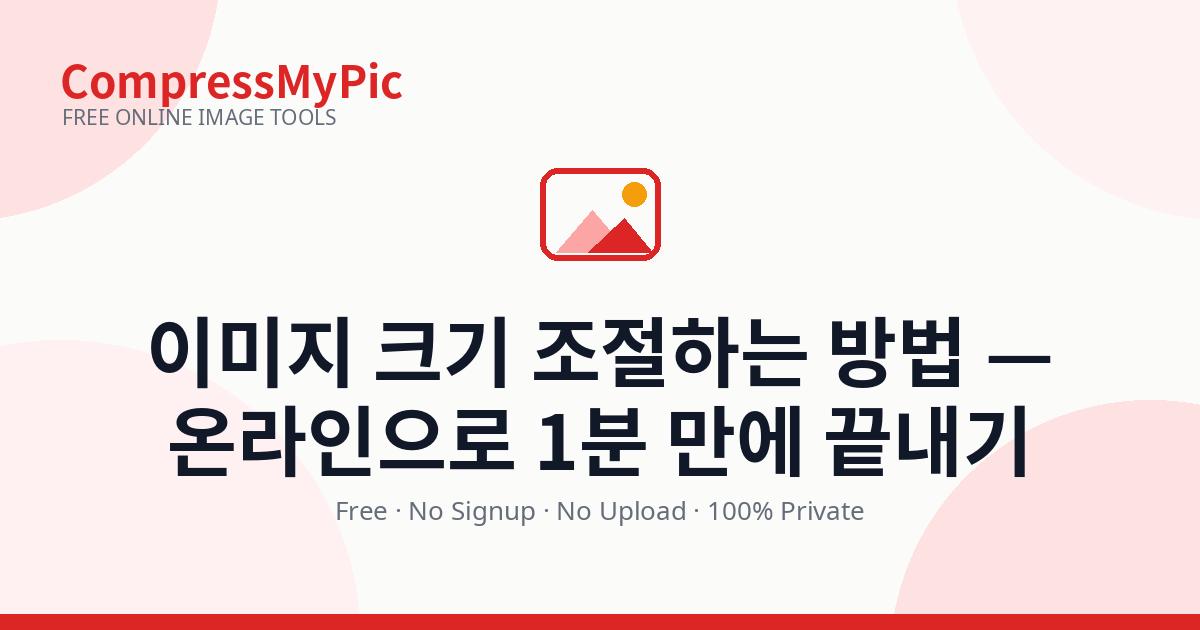 CompressMyPic
FREE ONLINE IMAGE TOOLS
이미지 크기 조절하는 방법 —
온라인으로 1분 만에 끝내기
Free · No Signup · No Upload · 100% Private